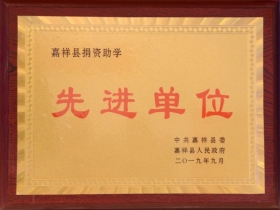 嘉祥县捐资助学
先进单位
中共嘉祥县委
嘉祥县人民政府
二〇一九年九月